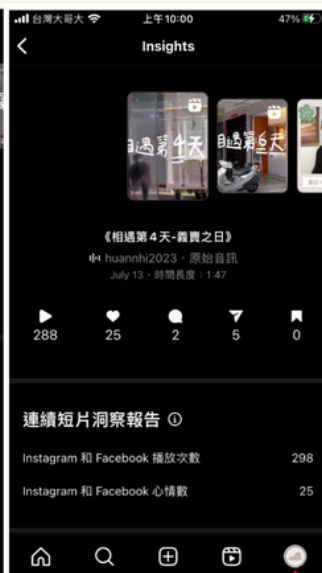 台灣大哥大
上午10:00
47%
Insights
相遇第4天
相遇第6天
《相遇第4天-義賣之日》
huannhi2023・原始音訊
July 13・時間長度：1:47
288
25
2
5
0
連續短片洞察報告
Instagram 和 Facebook 播放次數
298
Instagram 和 Facebook 心情數
25